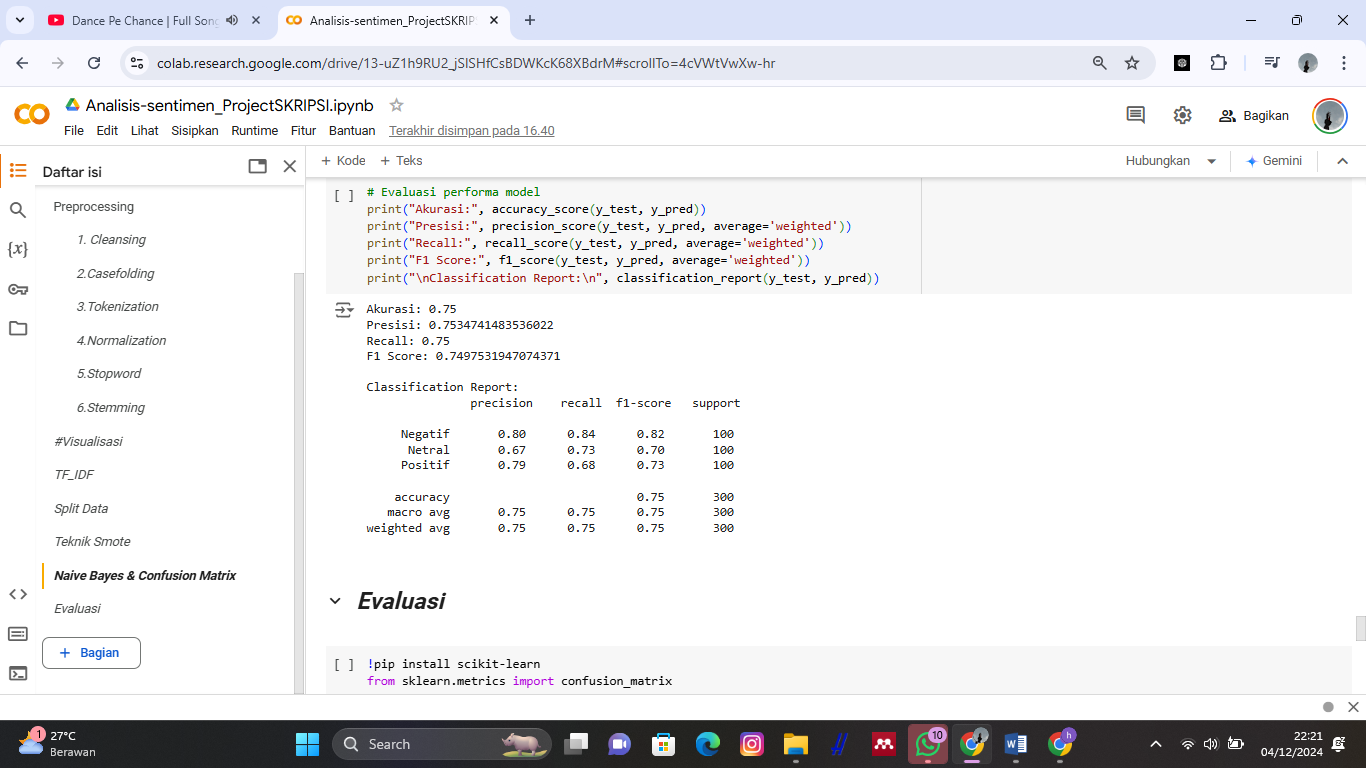 Dance Pe Chance | Full Song
Analisis-sentimen_ProjectSKRIPS
colab.research.google.com/drive/13-uZ1h9RU2_jSlSHfCsBDWKcK68XBdrM#scrollTo=4cVWtVwXw-hr
Analisis-sentimen_ProjectSKRIPSI.ipynb
File Edit Lihat Sisipkan Runtime Fitur Bantuan Terakhir disimpan pada 16.40
Bagikan
Daftar isi
+ Kode + Teks
Hubungkan
Gemini
Preprocessing
1. Cleansing
2.Casefolding
3.Tokenization
4.Normalization
5.Stopword
6.Stemming
#Visualisasi
TF_IDF
Split Data
Teknik Smote
Naive Bayes & Confusion Matrix
Evaluasi
+ Bagian
[ ] # Evaluasi performa model
print("Akurasi:", accuracy_score(y_test, y_pred))
print("Presisi:", precision_score(y_test, y_pred, average='weighted'))
print("Recall:", recall_score(y_test, y_pred, average='weighted'))
print("F1 Score:", f1_score(y_test, y_pred, average='weighted'))
print("\nClassification Report:\n", classification_report(y_test, y_pred))
Akurasi: 0.75
Presisi: 0.7534741483536022
Recall: 0.75
F1 Score: 0.7497531947074371
Classification Report:
precision recall f1-score support
Negatif 0.80 0.84 0.82 100
Netral 0.67 0.73 0.70 100
Positif 0.79 0.68 0.73 100
accuracy 0.75 300
macro avg 0.75 0.75 0.75 300
weighted avg 0.75 0.75 0.75 300
Evaluasi
[ ] !pip install scikit-learn
from sklearn.metrics import confusion_matrix
1
27°C
Berawan
Search
10
h
22:21
04/12/2024